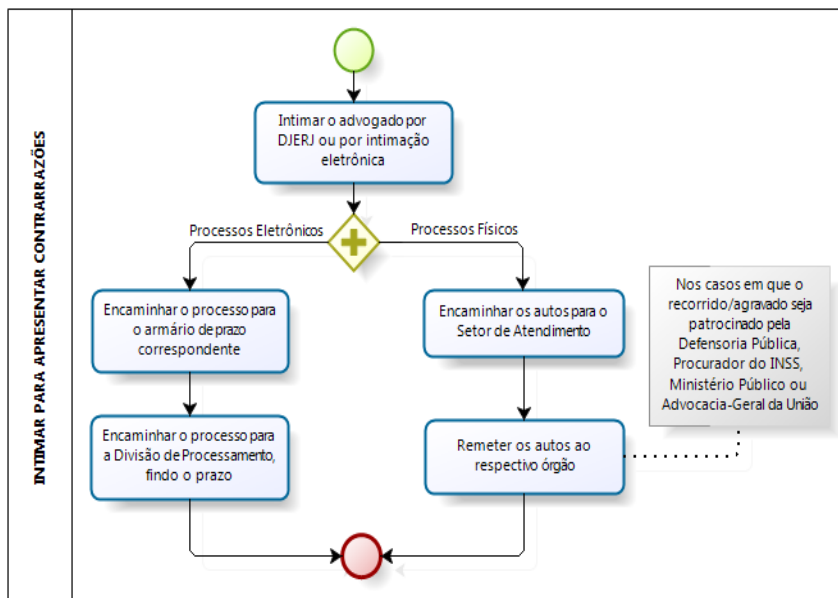 INTIMAR PARA APRESENTAR CONTRARRAZÕES
Intimar o advogado por
DJERJ ou por intimação
eletrônica
Processos Eletrônicos
Processos Físicos
Encaminhar o processo para
o armário de prazo
correspondente
Encaminhar os autos para o
Setor de Atendimento
Nos casos em que o
recorrido/agravado seja
patrocinado pela
Defensoria Pública,
Procurador do INSS,
Ministério Público ou
Advocacia-Geral da União
Encaminhar o processo para
a Divisão de Processamento,
findo o prazo
Remeter os autos ao
respectivo órgão